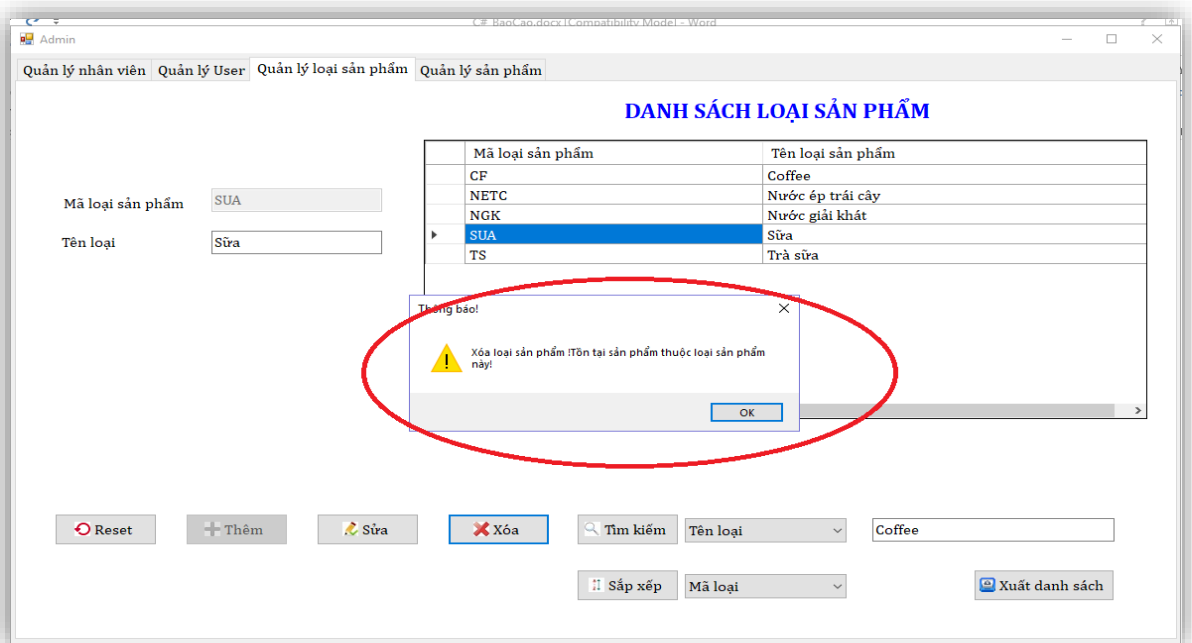 C# BaoCao.docx [Compatibility Mode] - Word
Admin
Quản lý nhân viên Quản lý User Quản lý loại sản phẩm Quản lý sản phẩm
DANH SÁCH LOẠI SẢN PHẨM
Mã loại sản phẩm Tên loại sản phẩm
CF Coffee
NETC Nước ép trái cây
NGK Nước giải khát
SUA Sữa
TS Trà sữa
Mã loại sản phẩm SUA
Tên loại Sữa
Thông báo!
Xóa loại sản phẩm !Tồn tại sản phẩm thuộc loại sản phẩm
này!
OK
Reset Thêm Sửa Xóa Tìm kiếm Tên loại Coffee
Sắp xếp Mã loại Xuất danh sách